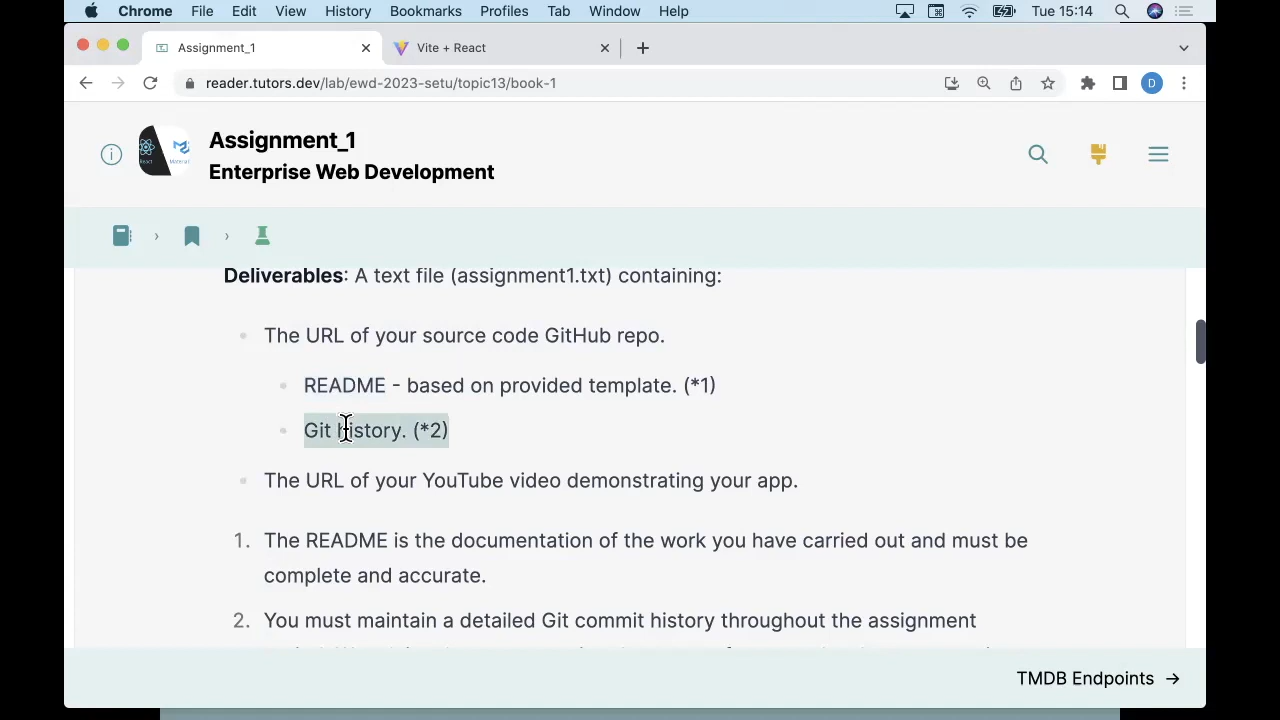 Chrome File Edit View History Bookmarks Profiles Tab Window Help Tue 15:14
Assignment_1 Vite + React
reader.tutors.dev/lab/ewd-2023-setu/topic13/book-1 D
Assignment_1
Enterprise Web Development
Deliverables: A text file (assignment1.txt) containing:
The URL of your source code GitHub repo.
README - based on provided template. (*1)
Git history. (*2)
The URL of your YouTube video demonstrating your app.
1. The README is the documentation of the work you have carried out and must be
complete and accurate.
2. You must maintain a detailed Git commit history throughout the assignment
TMDB Endpoints →